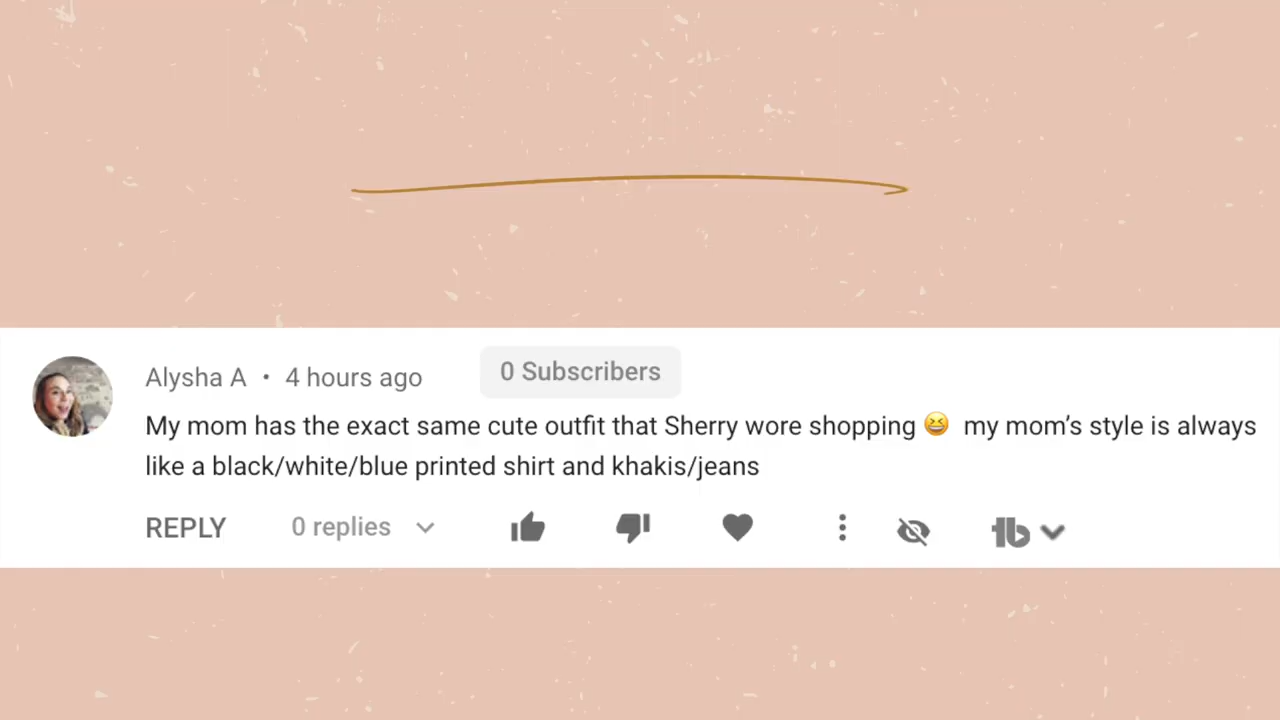 Alysha A • 4 hours ago 0 Subscribers
My mom has the exact same cute outfit that Sherry wore shopping 😆 my mom’s style is always
like a black/white/blue printed shirt and khakis/jeans
REPLY 0 replies
tb